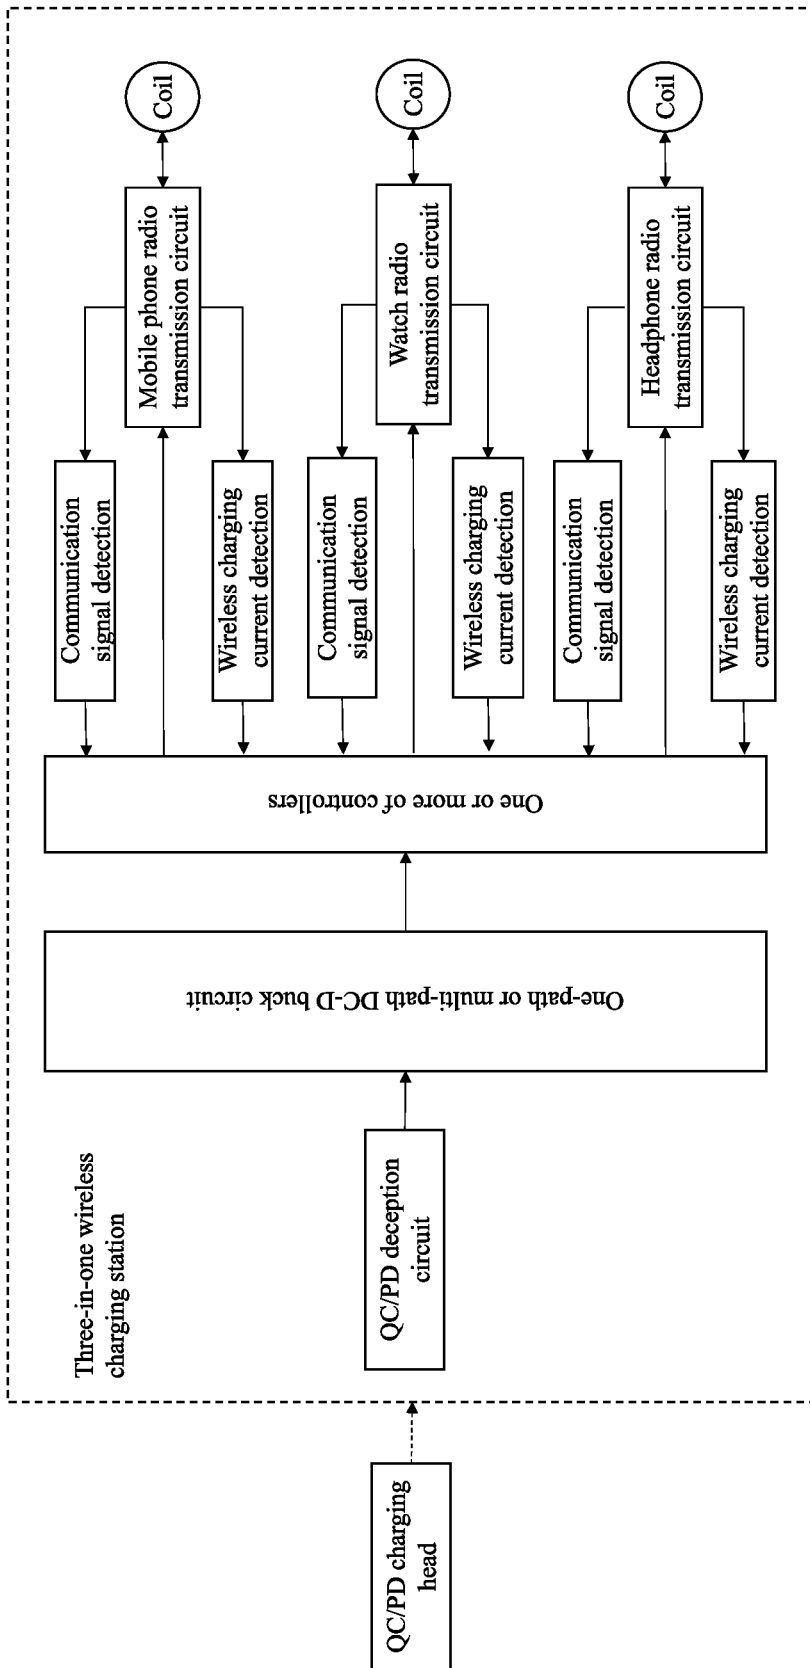 Three-in-one wireless
charging station
QC/PD charging
head
QC/PD deception
circuit
One-path or multi-path DC-D buck circuit
One or more of controllers
Communication
signal detection
Wireless charging
current detection
Mobile phone radio
transmission circuit
Coil
Communication
signal detection
Wireless charging
current detection
Watch radio
transmission circuit
Coil
Communication
signal detection
Wireless charging
current detection
Headphone radio
transmission circuit
Coil